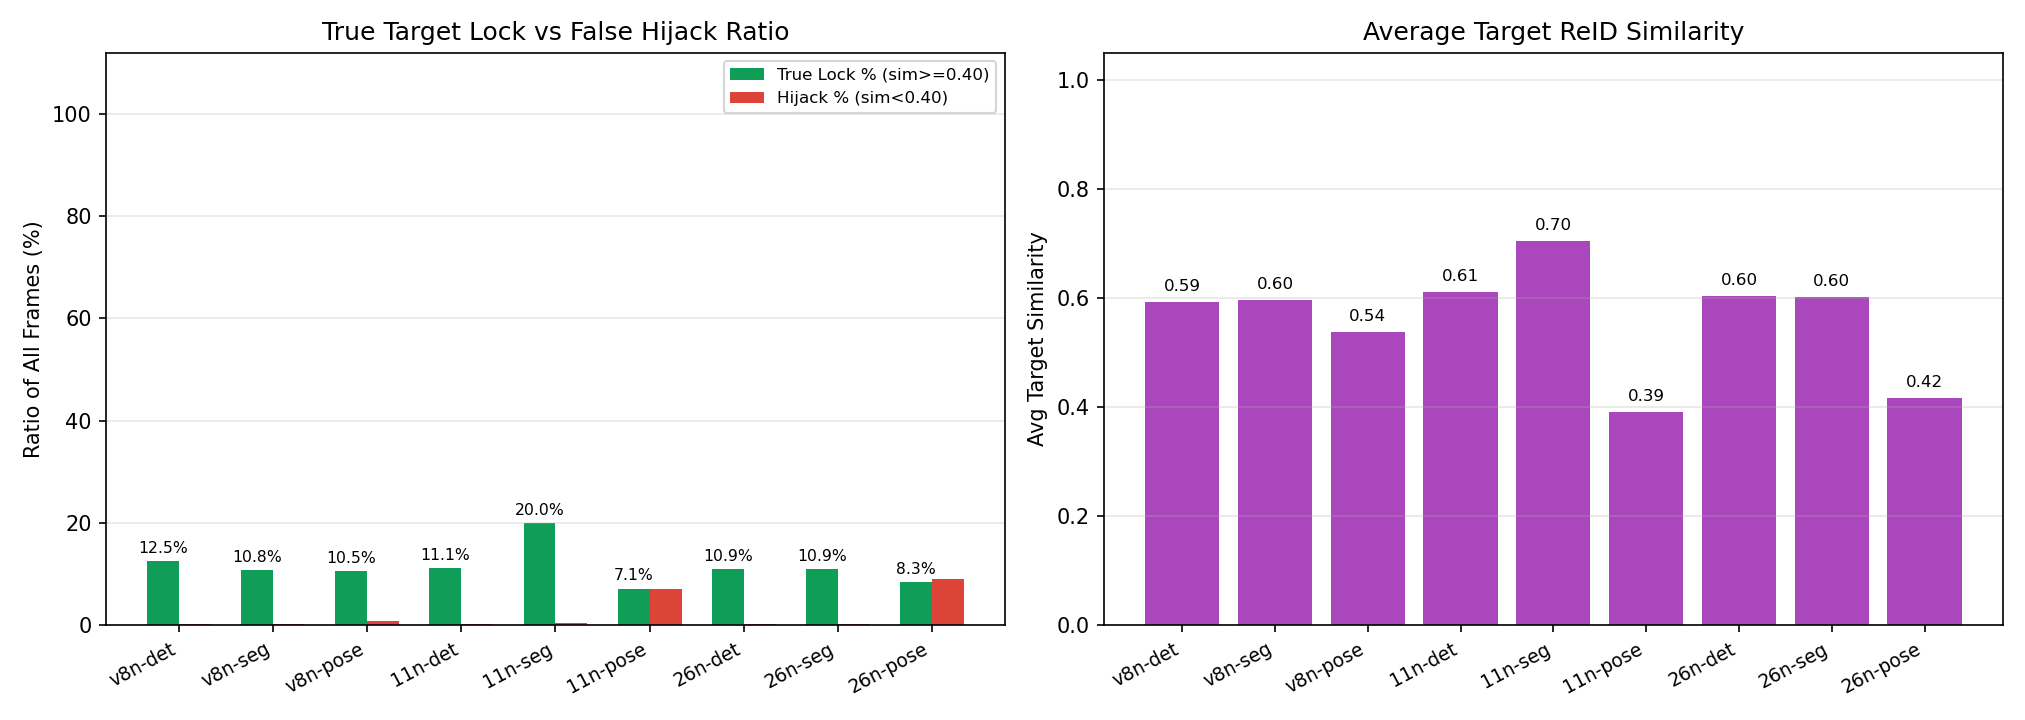 True Target Lock vs False Hijack Ratio
True Lock % (sim>=0.40)
Hijack % (sim<0.40)
Ratio of All Frames (%)
100
80
60
40
20
0
12.5%
10.8%
10.5%
11.1%
20.0%
7.1%
10.9%
10.9%
8.3%
v8n-det
v8n-seg
v8n-pose
11n-det
11n-seg
11n-pose
26n-det
26n-seg
26n-pose
Average Target ReID Similarity
Avg Target Similarity
1.0
0.8
0.6
0.4
0.2
0.0
0.59
0.60
0.54
0.61
0.70
0.39
0.60
0.60
0.42
v8n-det
v8n-seg
v8n-pose
11n-det
11n-seg
11n-pose
26n-det
26n-seg
26n-pose